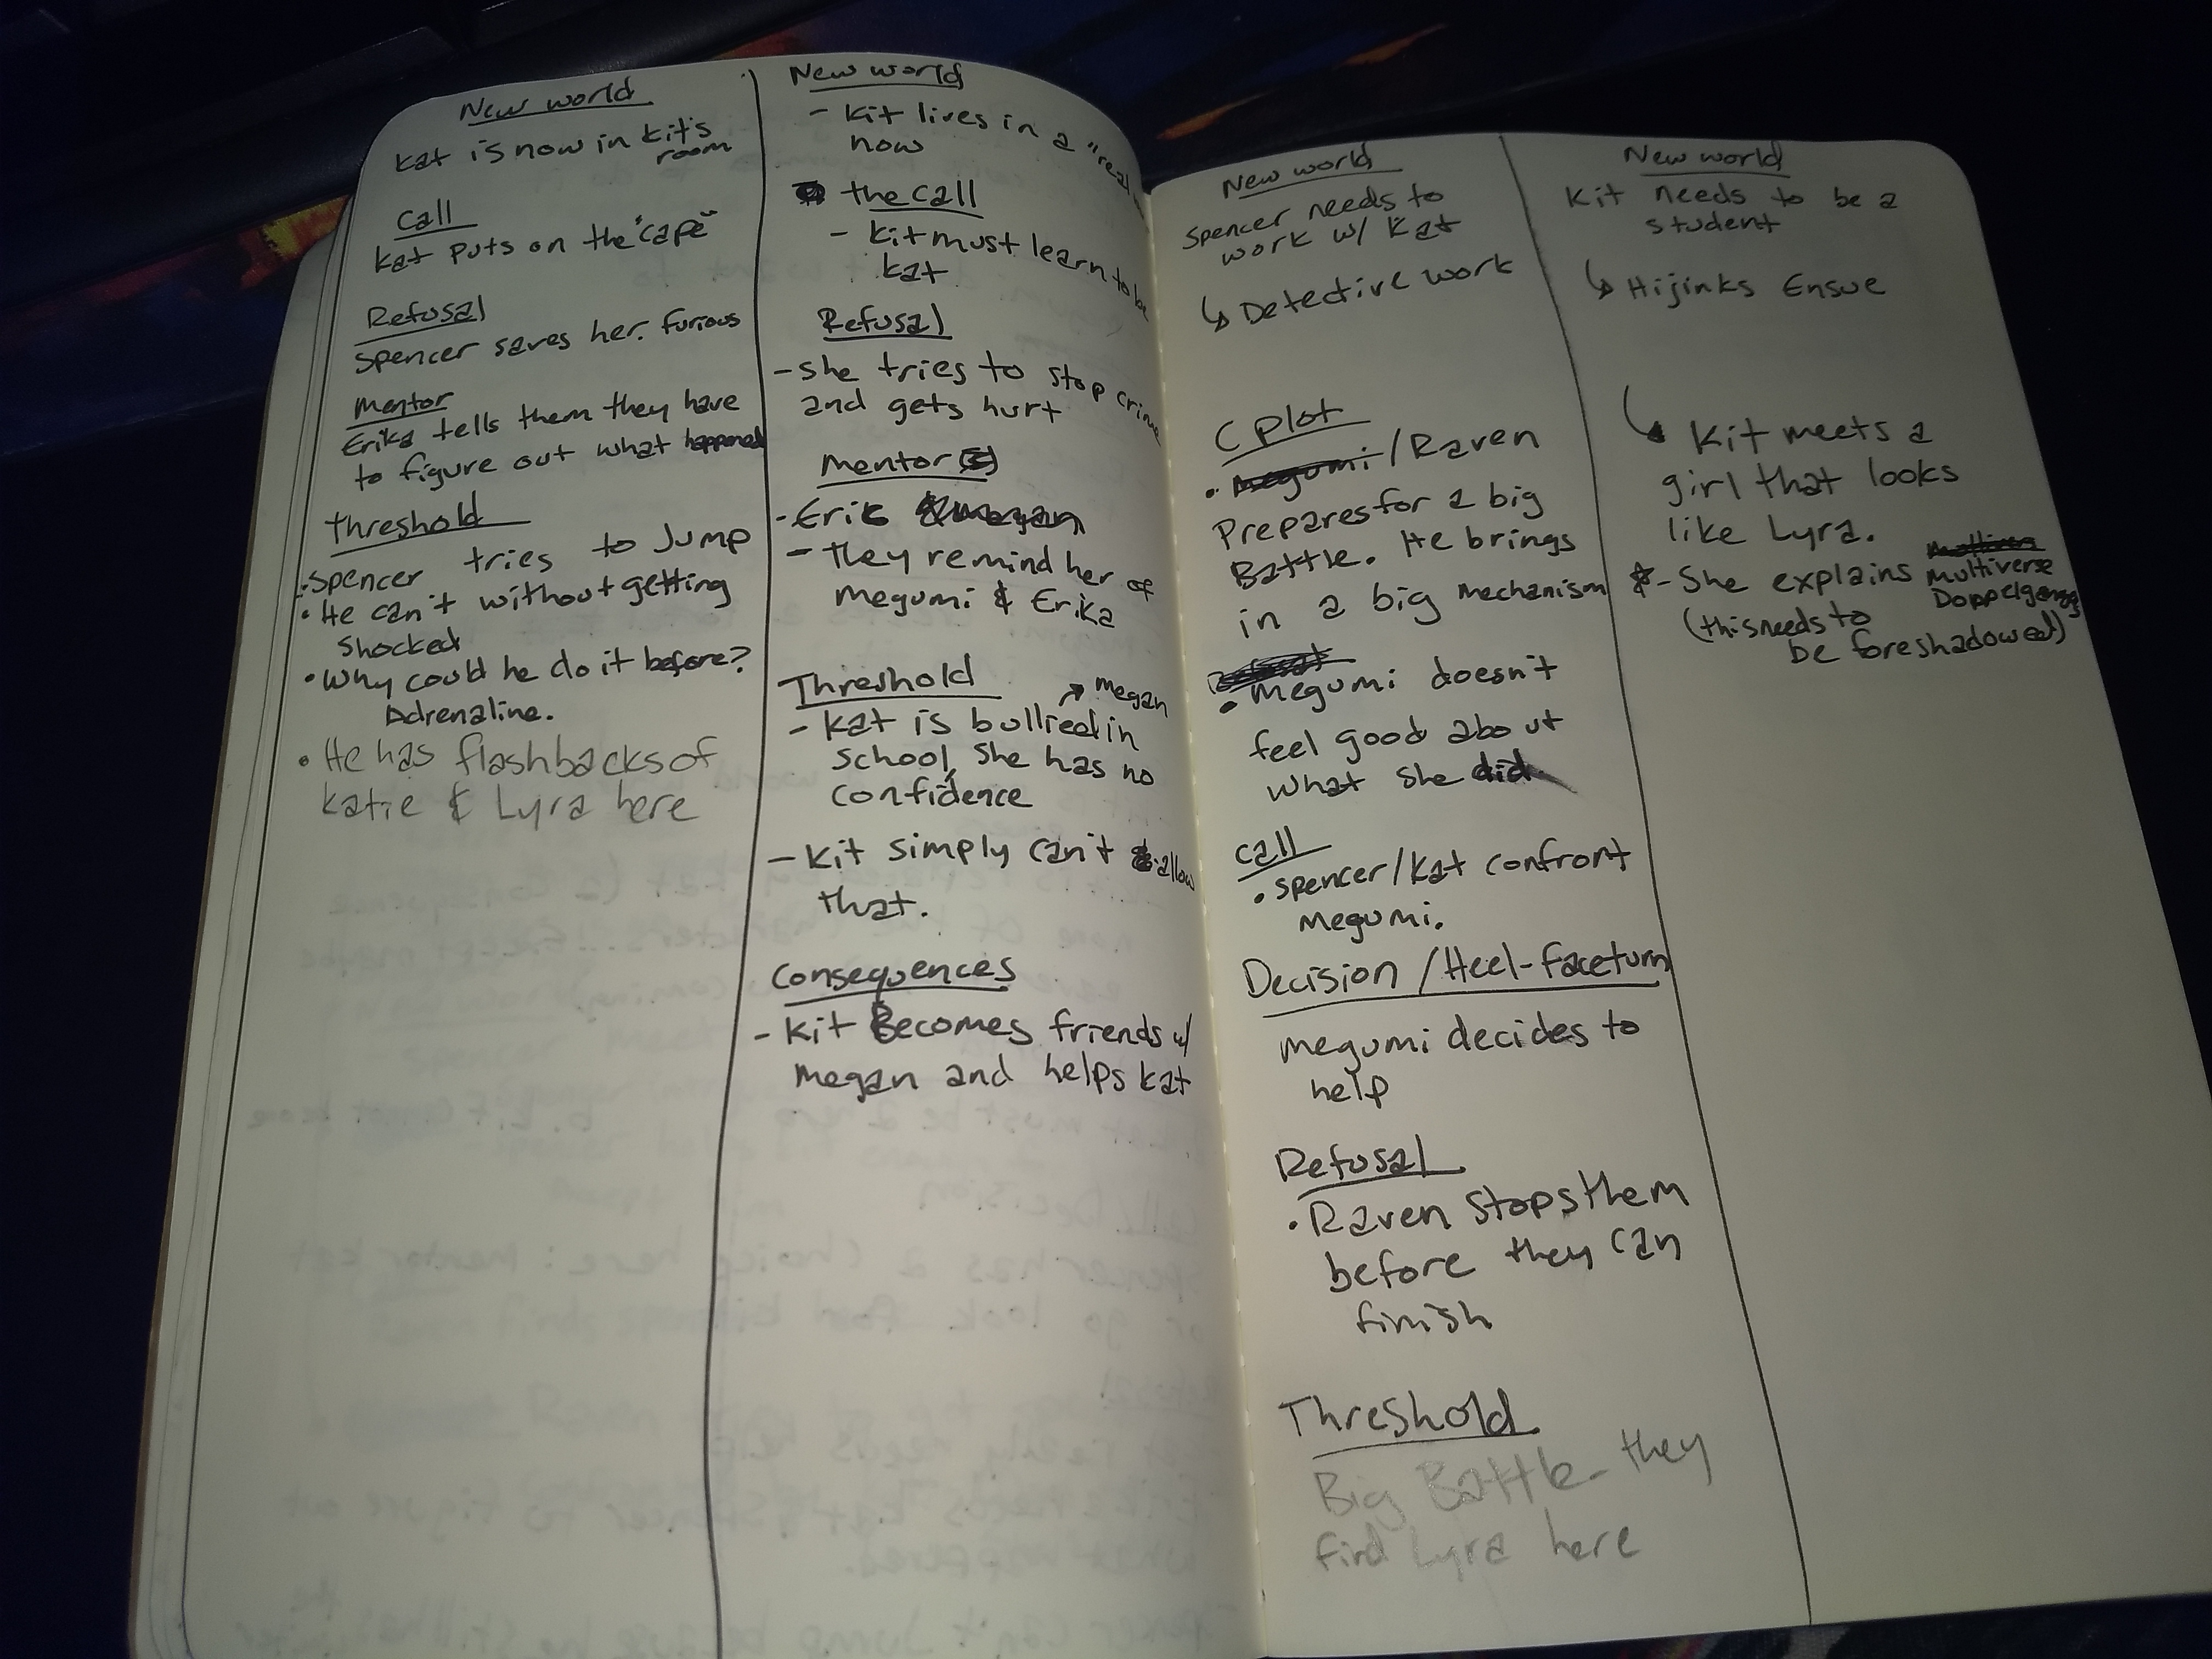 New world
Kat is now in Kit's
room
Call
Kat puts on the "cape"
Refusal
Spencer saves her. Furious
Mentor
Erika tells them they have
to figure out what happened
Threshold
• Spencer tries to Jump
• He can't without getting
shocked
• Why could he do it before?
Adrenaline.
• He has flashbacks of
Katie & Lyra here
New world
- Kit lives in a "real
now
the call
- Kit must learn to be
Kat
Refusal
- She tries to stop crime
and gets hurt
Mentor(s)
- Eric & Megan
- they remind her of
Megumi & Erika
Threshold
→ Megan
- Kat is bullied in
school, she has no
confidence
- Kit simply can't allow
that.
Consequences
- Kit Becomes friends w/
Megan and helps Kat
New world
Spencer needs to
work w/ Kat
↳ Detective work
C plot
• Megumi/Raven
Prepares for a big
Battle. He brings
in a big mechanism
• Megumi doesn't
feel good about
what she did.
Call
• Spencer/Kat confront
Megumi.
Decision/Heel-face turn
Megumi decides to
help
Refusal
• Raven stops them
before they can
finish
Threshold
Big Battle - they
find Lyra here
New world
Kit needs to be a
student
↳ Hijinks Ensue
↳ Kit meets a
girl that looks
like Lyra.
- She explains multiverse
Doppelgangers
(this needs to
be foreshadowed)